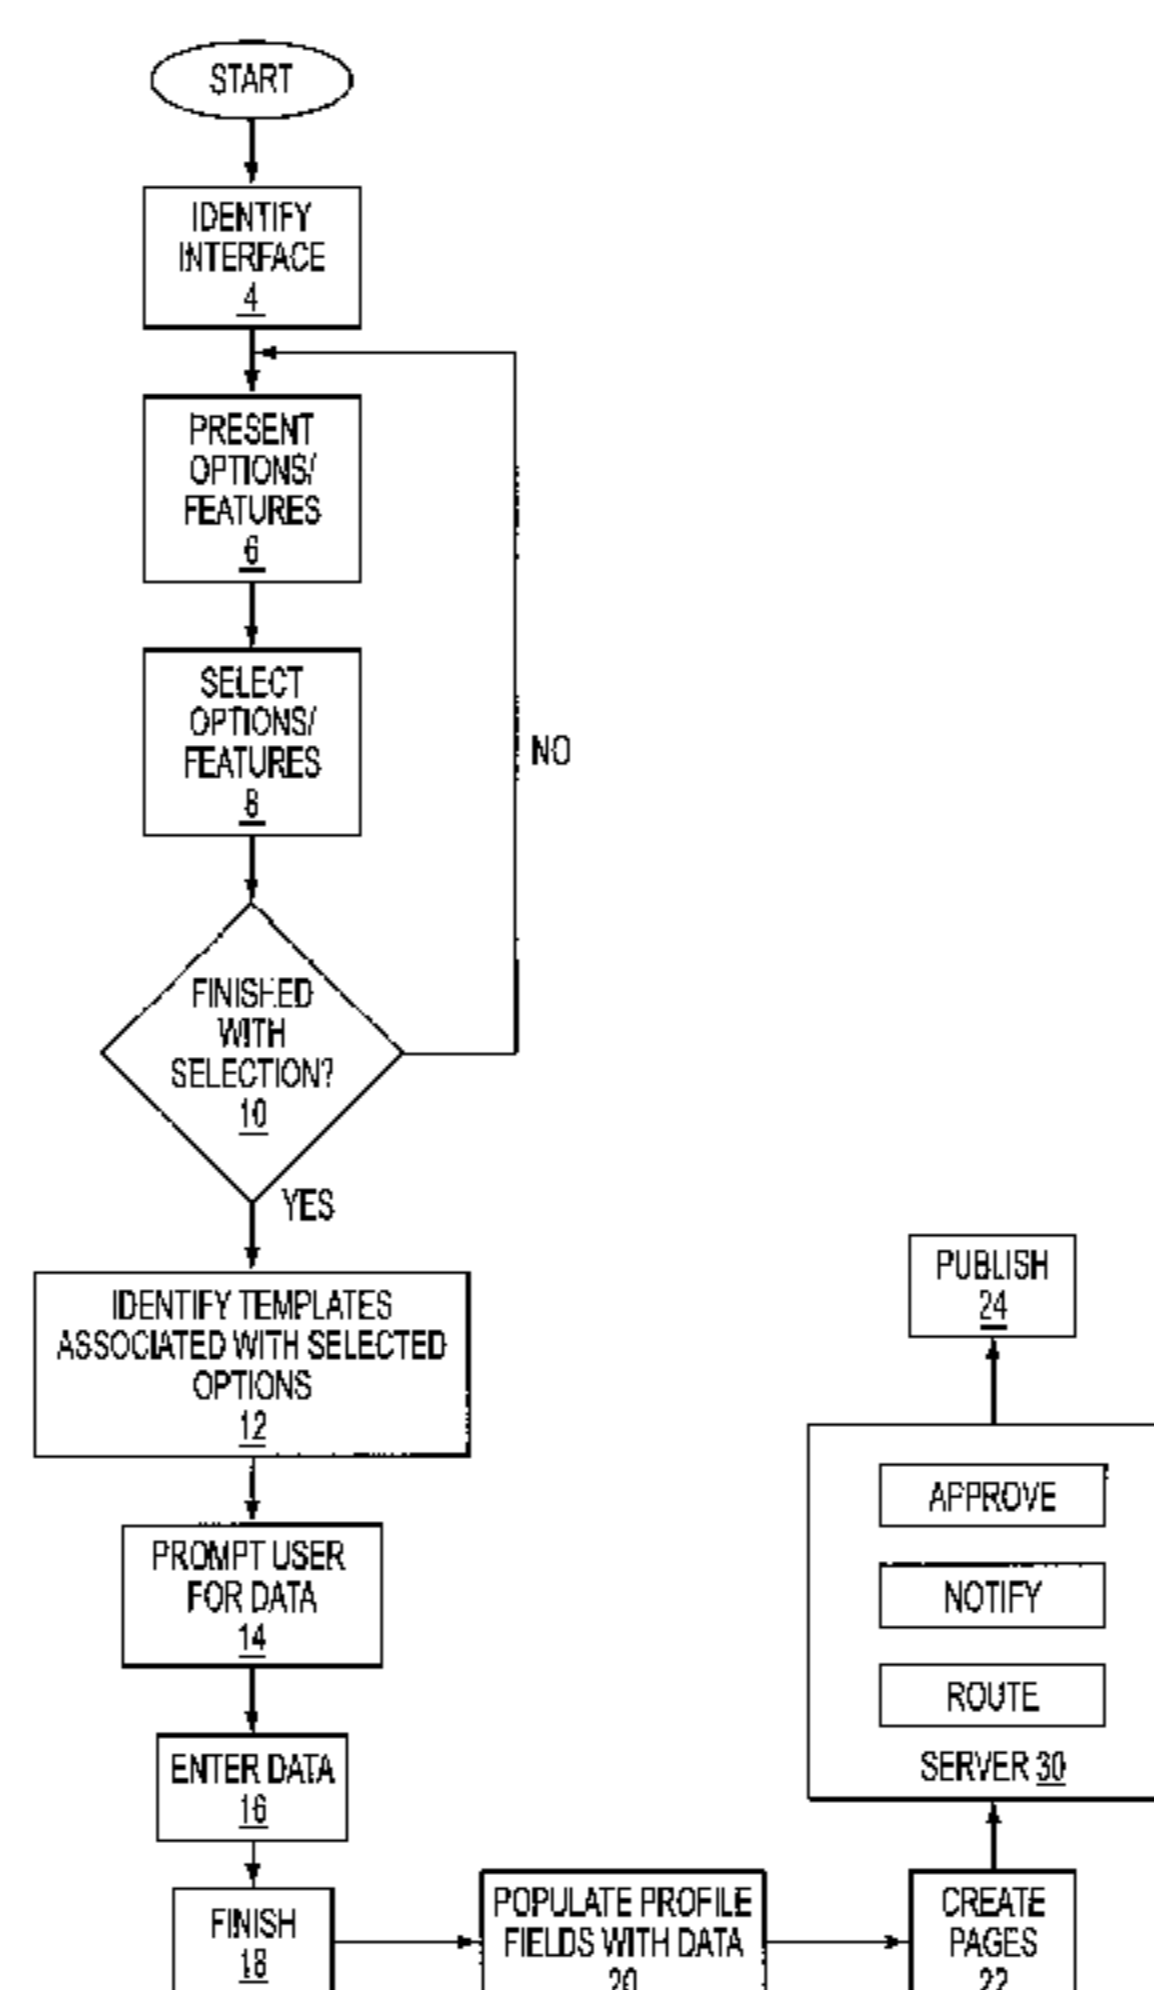 START
IDENTIFY
INTERFACE
4
PRESENT
OPTIONS/
FEATURES
6
SELECT
OPTIONS/
FEATURES
8
NO
FINISHED
WITH
SELECTION?
10
YES
IDENTIFY TEMPLATES
ASSOCIATED WITH SELECTED
OPTIONS
12
PROMPT USER
FOR DATA
14
ENTER DATA
16
FINISH
18
POPULATE PROFILE
FIELDS WITH DATA
20
CREATE
PAGES
22
APPROVE
NOTIFY
ROUTE
SERVER 30
PUBLISH
24